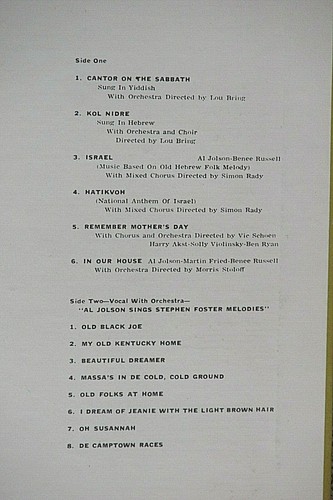 Side One
1. CANTOR ON THE SABBATH
Sung In Yiddish
With Orchestra Directed by Lou Bring
2. KOL NIDRE
Sung In Hebrew
With Orchestra and Choir
Directed by Lou Bring
3. ISRAEL Al Jolson-Benee Russell
(Music Based On Old Hebrew Folk Melody)
With Mixed Chorus Directed by Simon Rady
4. HATIKVOH
(National Anthem Of Israel)
With Mixed Chorus Directed by Simon Rady
5. REMEMBER MOTHER'S DAY
With Chorus and Orchestra Directed by Vic Schoen
Harry Akst-Solly Violinsky-Ben Ryan
6. IN OUR HOUSE Al Jolson-Martin Fried-Benee Russell
With Orchestra Directed by Morris Stoloff
Side Two—Vocal With Orchestra—
"AL JOLSON SINGS STEPHEN FOSTER MELODIES"
1. OLD BLACK JOE
2. MY OLD KENTUCKY HOME
3. BEAUTIFUL DREAMER
4. MASSA'S IN DE COLD, COLD GROUND
5. OLD FOLKS AT HOME
6. I DREAM OF JEANIE WITH THE LIGHT BROWN HAIR
7. OH SUSANNAH
8. DE CAMPTOWN RACES